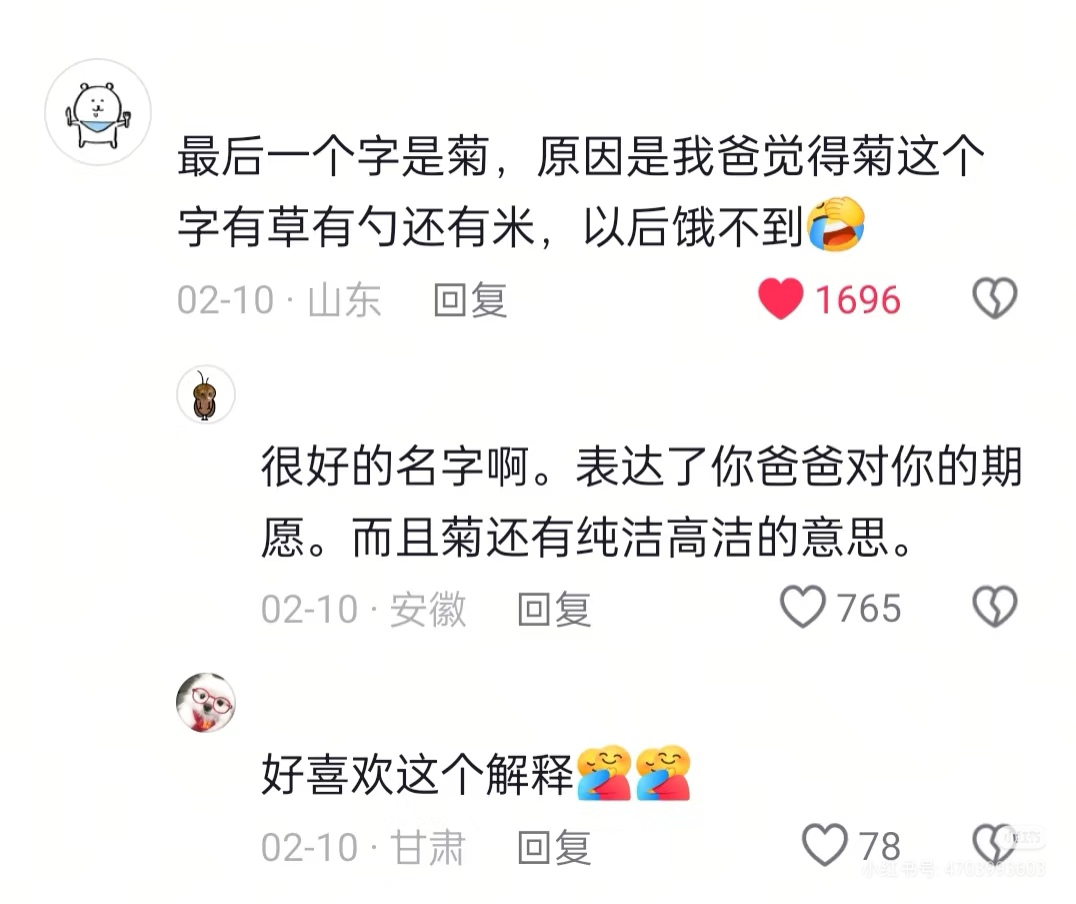 最后一个字是菊，原因是我爸觉得菊这个
字有草有勺还有米，以后饿不到🤣
02-10 · 山东 回复 1696
很好的名字啊。表达了你爸爸对你的期
愿。而且菊还有纯洁高洁的意思。
02-10 · 安徽 回复 765
好喜欢这个解释🤗🤗
02-10 · 甘肃 回复 78